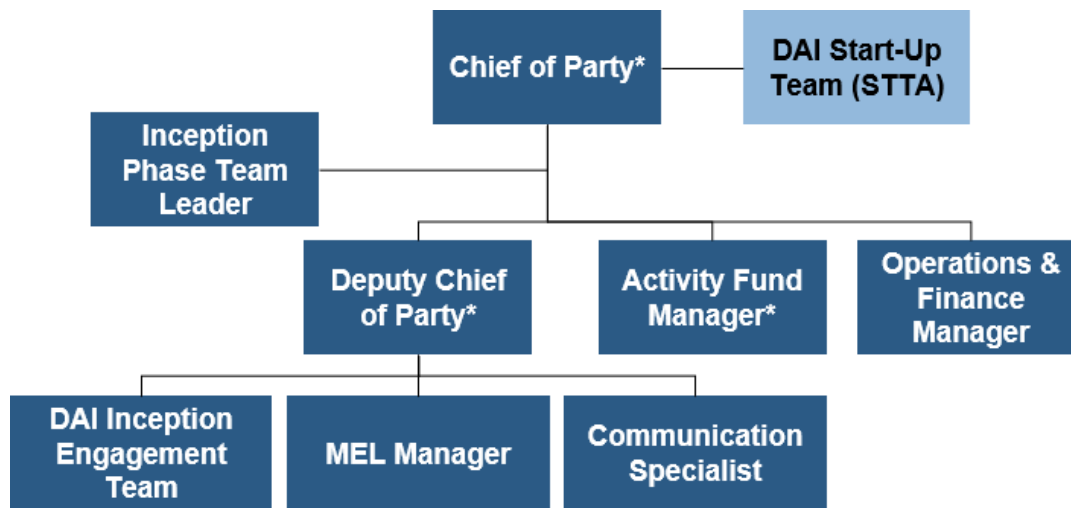 Chief of Party*
DAI Start-Up
Team (STTA)
Inception
Phase Team
Leader
Deputy Chief
of Party*
Activity Fund
Manager*
Operations &
Finance
Manager
DAI Inception
Engagement
Team
MEL Manager
Communication
Specialist